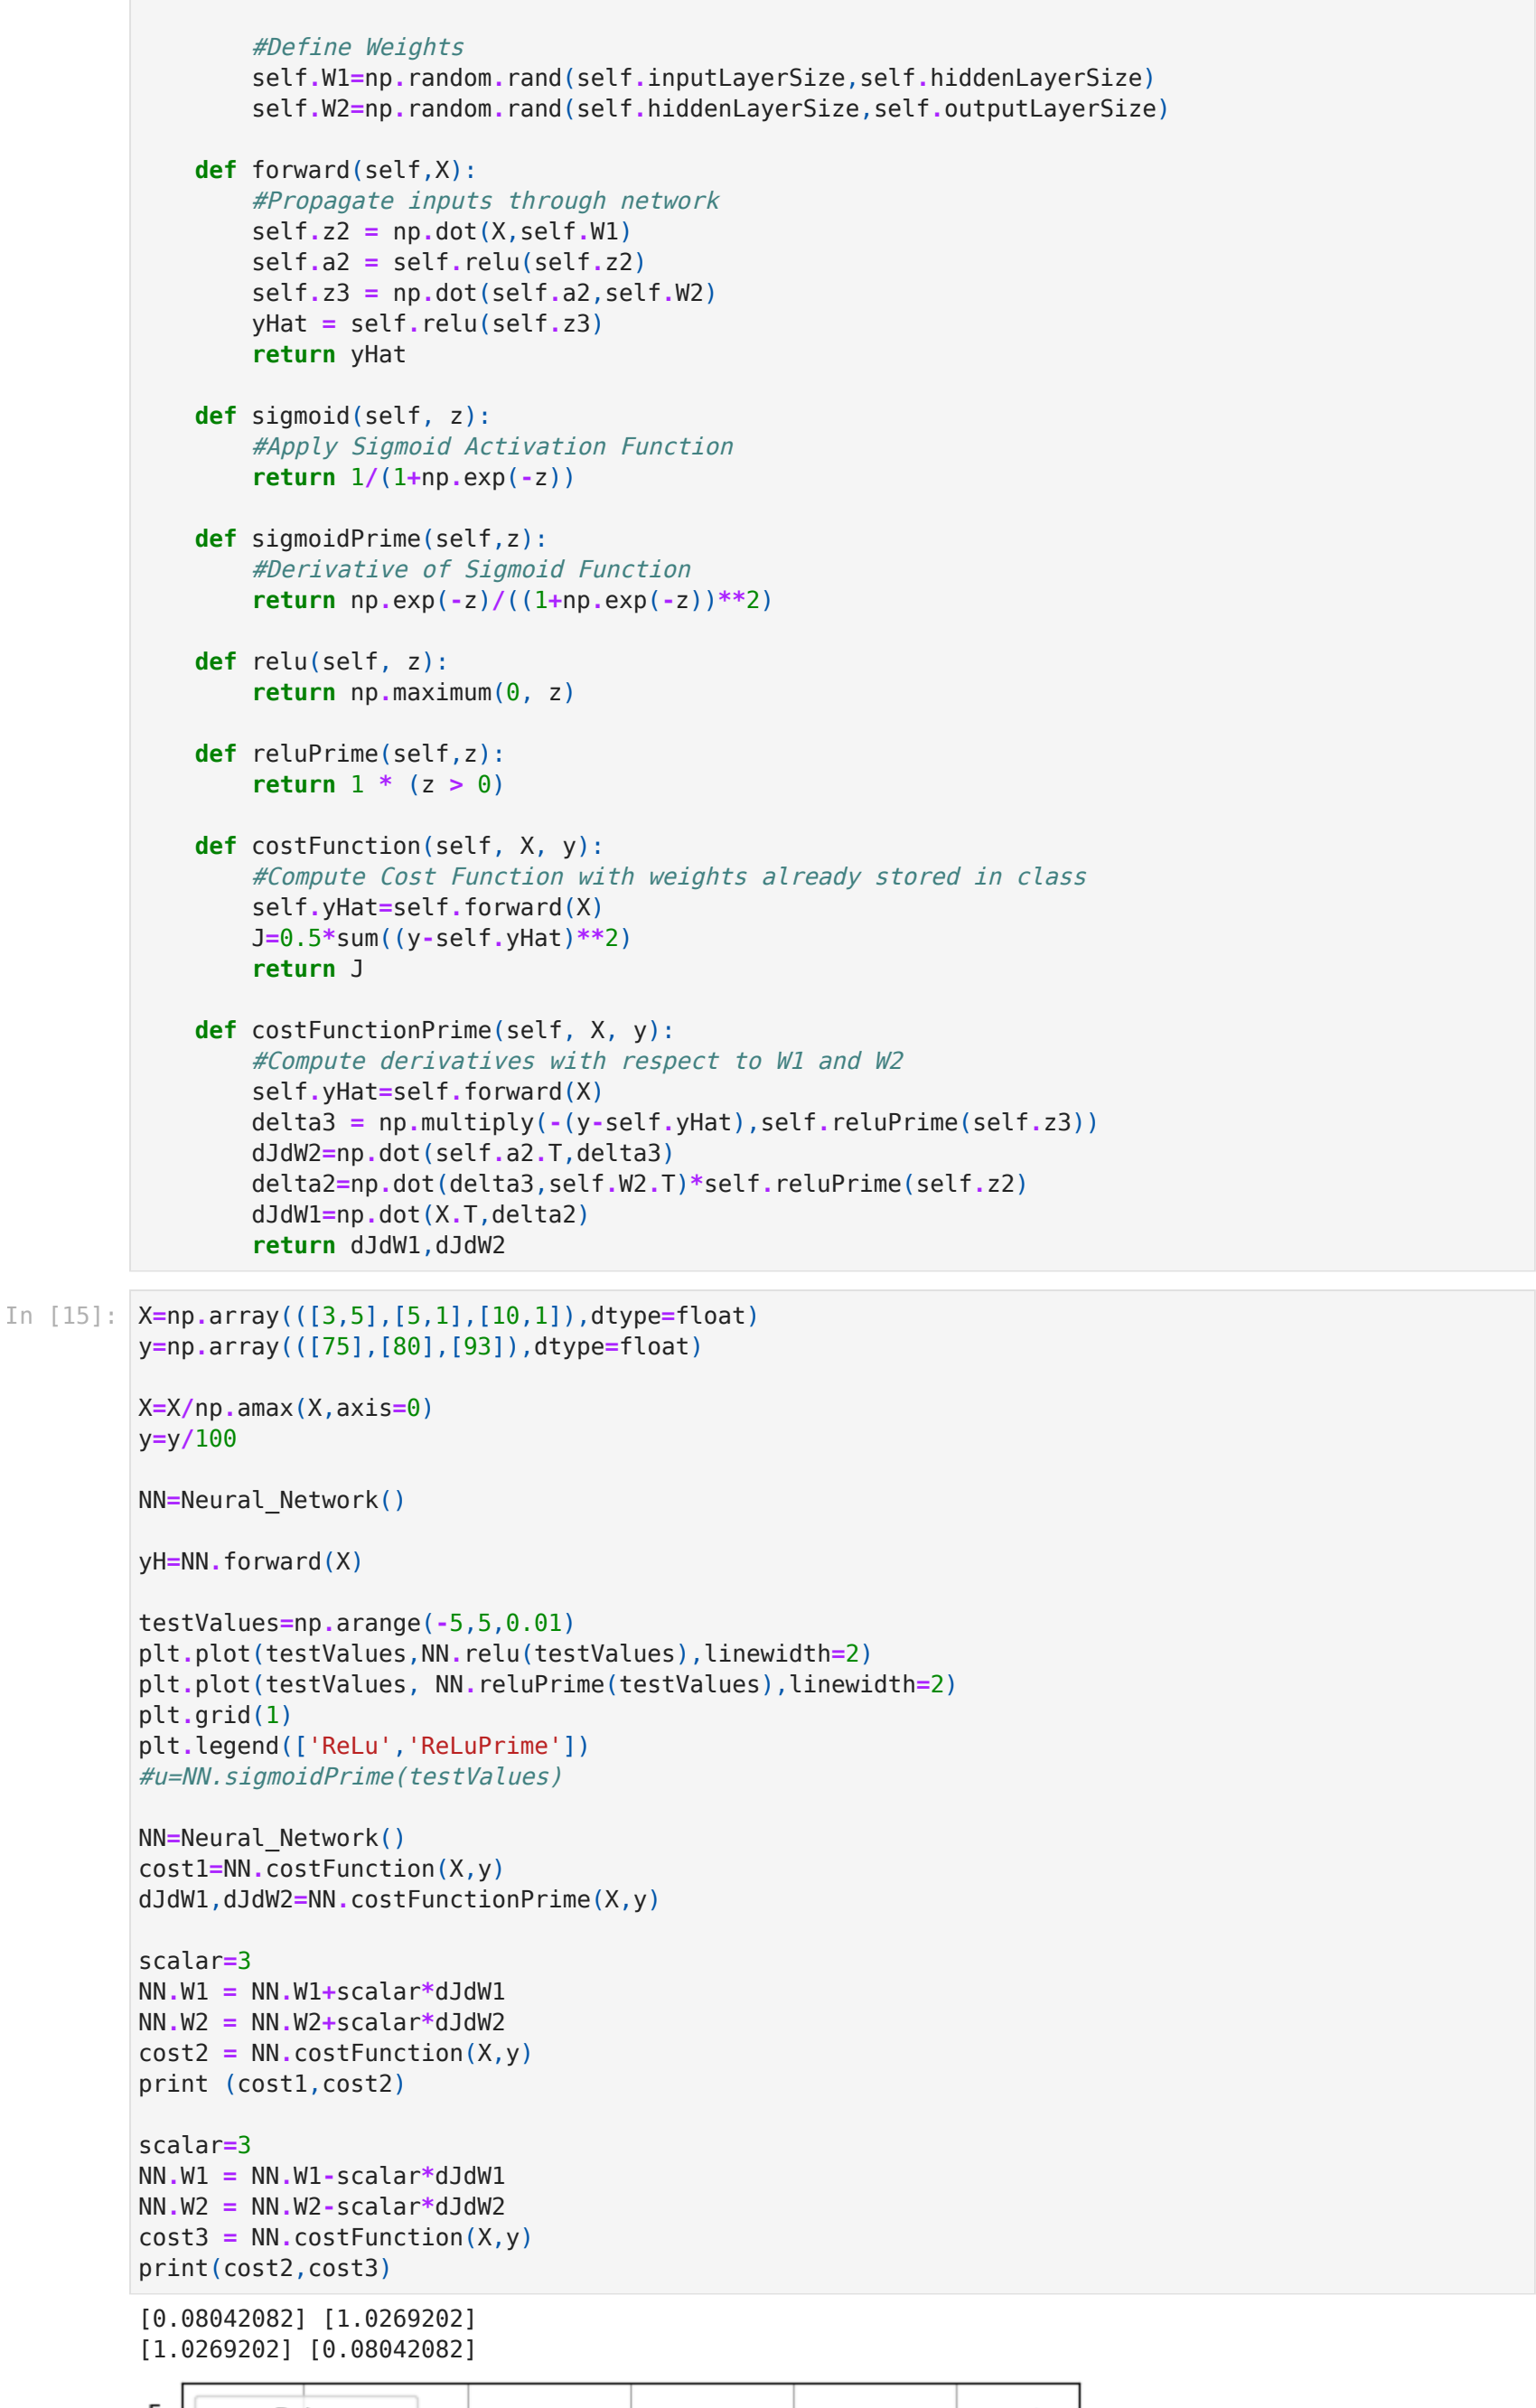 #Define Weights
self.W1=np.random.rand(self.inputLayerSize,self.hiddenLayerSize)
self.W2=np.random.rand(self.hiddenLayerSize,self.outputLayerSize)
def forward(self,X):
#Propagate inputs through network
self.z2 = np.dot(X,self.W1)
self.a2 = self.relu(self.z2)
self.z3 = np.dot(self.a2,self.W2)
yHat = self.relu(self.z3)
return yHat
def sigmoid(self, z):
#Apply Sigmoid Activation Function
return 1/(1+np.exp(-z))
def sigmoidPrime(self,z):
#Derivative of Sigmoid Function
return np.exp(-z)/((1+np.exp(-z))**2)
def relu(self, z):
return np.maximum(0, z)
def reluPrime(self,z):
return 1 * (z > 0)
def costFunction(self, X, y):
#Compute Cost Function with weights already stored in class
self.yHat=self.forward(X)
J=0.5*sum((y-self.yHat)**2)
return J
def costFunctionPrime(self, X, y):
#Compute derivatives with respect to W1 and W2
self.yHat=self.forward(X)
delta3 = np.multiply(-(y-self.yHat),self.reluPrime(self.z3))
dJdW2=np.dot(self.a2.T,delta3)
delta2=np.dot(delta3,self.W2.T)*self.reluPrime(self.z2)
dJdW1=np.dot(X.T,delta2)
return dJdW1,dJdW2
In [15]: X=np.array(([3,5],[5,1],[10,1]),dtype=float)
y=np.array(([75],[80],[93]),dtype=float)
X=X/np.amax(X,axis=0)
y=y/100
NN=Neural_Network()
yH=NN.forward(X)
testValues=np.arange(-5,5,0.01)
plt.plot(testValues,NN.relu(testValues),linewidth=2)
plt.plot(testValues, NN.reluPrime(testValues),linewidth=2)
plt.grid(1)
plt.legend(['ReLu','ReLuPrime'])
#u=NN.sigmoidPrime(testValues)
NN=Neural_Network()
cost1=NN.costFunction(X,y)
dJdW1,dJdW2=NN.costFunctionPrime(X,y)
scalar=3
NN.W1 = NN.W1+scalar*dJdW1
NN.W2 = NN.W2+scalar*dJdW2
cost2 = NN.costFunction(X,y)
print (cost1,cost2)
scalar=3
NN.W1 = NN.W1-scalar*dJdW1
NN.W2 = NN.W2-scalar*dJdW2
cost3 = NN.costFunction(X,y)
print(cost2,cost3)
[0.08042082] [1.0269202]
[1.0269202] [0.08042082]